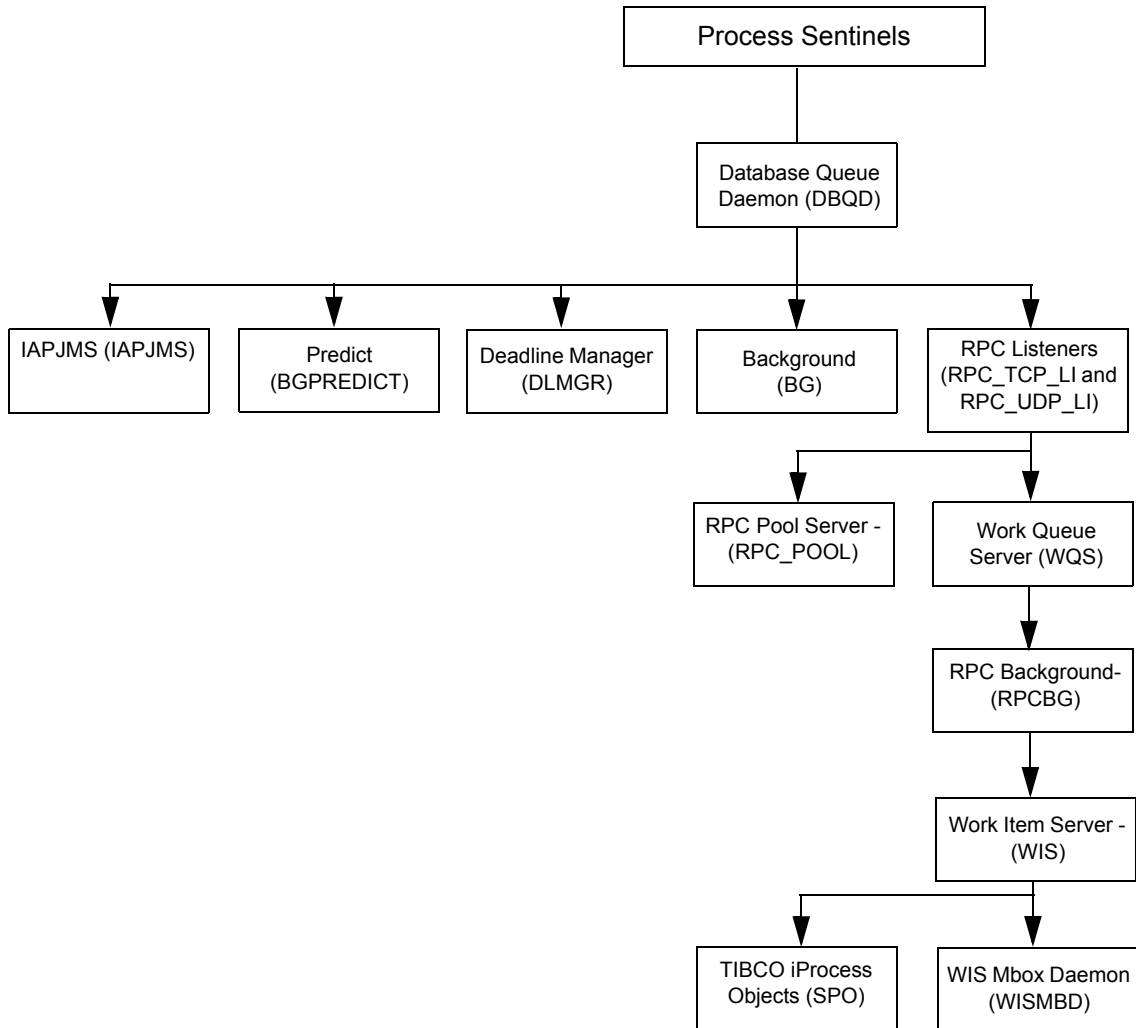 Process Sentinels
Database Queue
Daemon (DBQD)
IAPJMS (IAPJMS)
Predict
(BGPREDICT)
Deadline Manager
(DLMGR)
Background
(BG)
RPC Listeners
(RPC_TCP_LI and
RPC_UDP_LI)
RPC Pool Server -
(RPC_POOL)
Work Queue
Server (WQS)
RPC Background-
(RPCBG)
Work Item Server -
(WIS)
TIBCO iProcess
Objects (SPO)
WIS Mbox Daemon
(WISMBD)